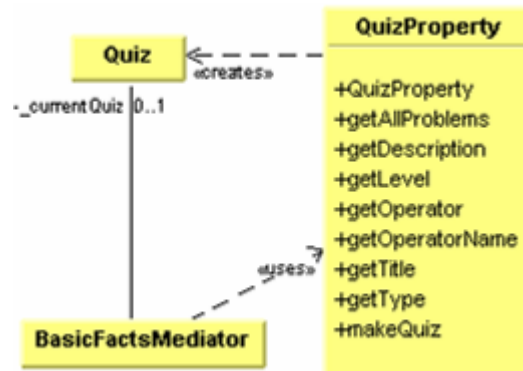 QuizProperty
Quiz
«creates»
-_currentQuiz 0..1
+QuizProperty
+getAllProblems
+getDescription
+getLevel
+getOperator
+getOperatorName
+getTitle
+getType
+makeQuiz
«uses»
BasicFactsMediator